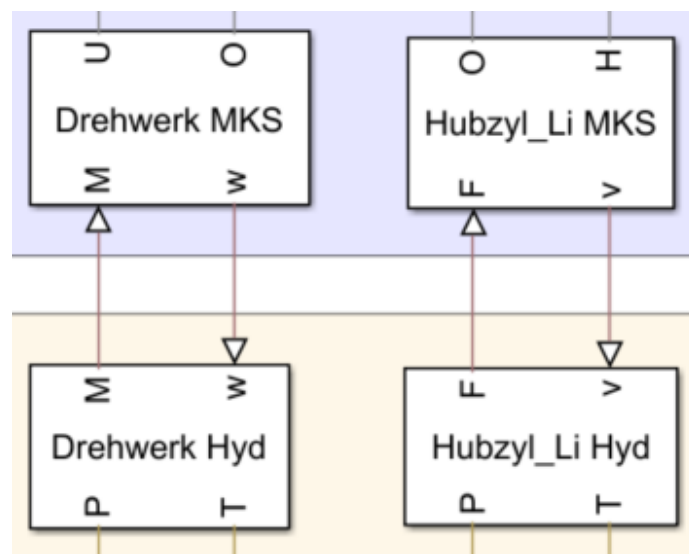 U O
Drehwerk MKS
M w
O H
Hubzyl_Li MKS
F v
M w
Drehwerk Hyd
P T
F v
Hubzyl_Li Hyd
P T